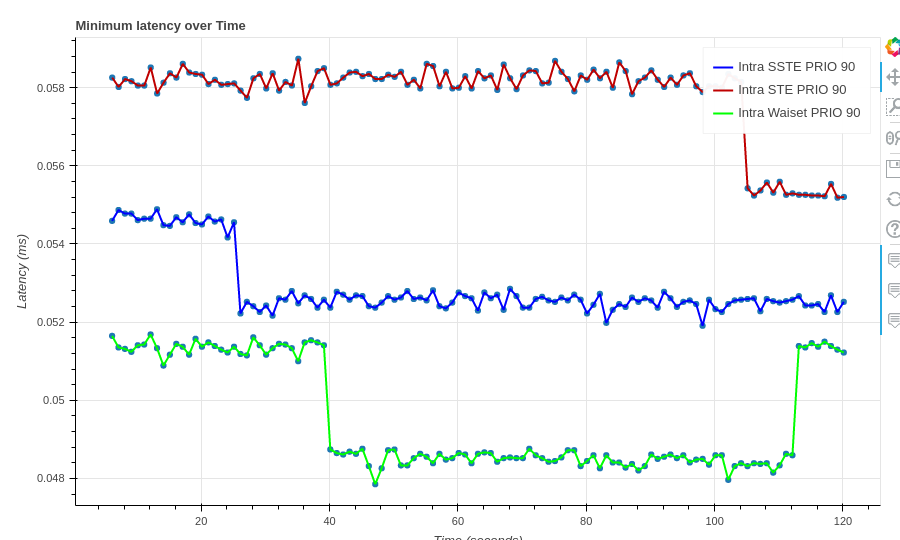 Minimum latency over Time
Intra SSTE PRIO 90
Intra STE PRIO 90
Intra Waiset PRIO 90
Latency (ms)
0.058
0.056
0.054
0.052
0.05
0.048
20
40
60
80
100
120
Time (seconds)